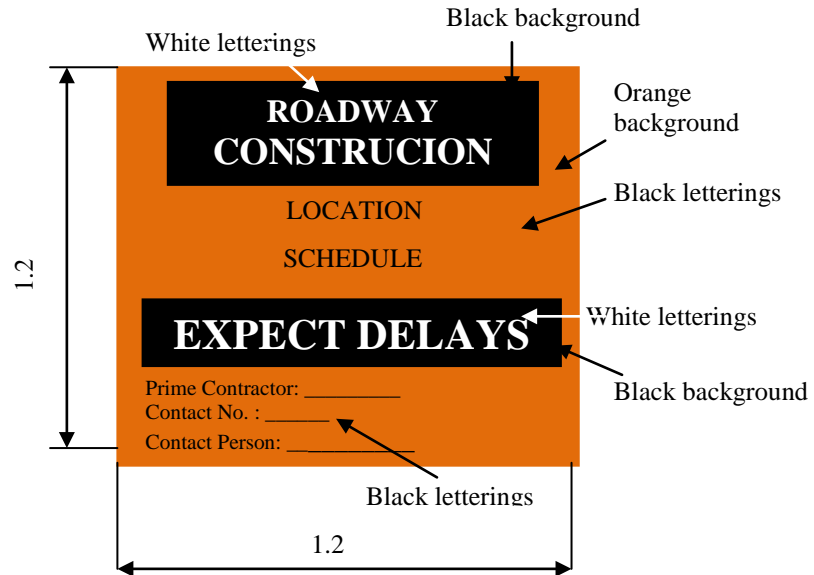 Black background
White letterings
ROADWAY
CONSTRUCION
Orange
background
LOCATION
Black letterings
SCHEDULE
1.2
EXPECT DELAYS
White letterings
Black background
Prime Contractor: _________
Contact No. : ______
Contact Person: ____________
Black letterings
1.2